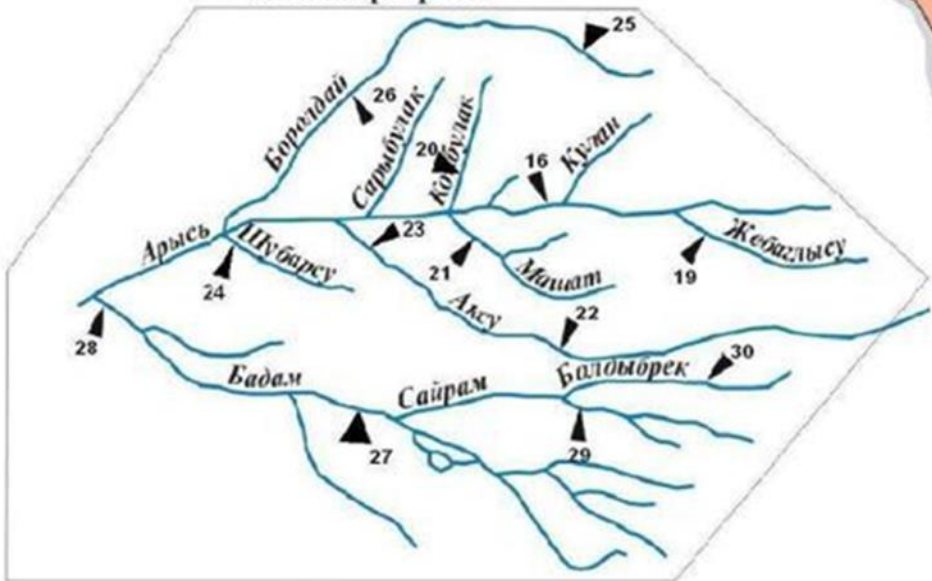 25
Боролдай
26
Сарыбулак
20
16
Кулан
Арысь
Шубарсу
23
21
Машат
19
Жебаглысу
24
Аксу
22
28
Бадам
Сайрам
Балдыбрек
30
27
29